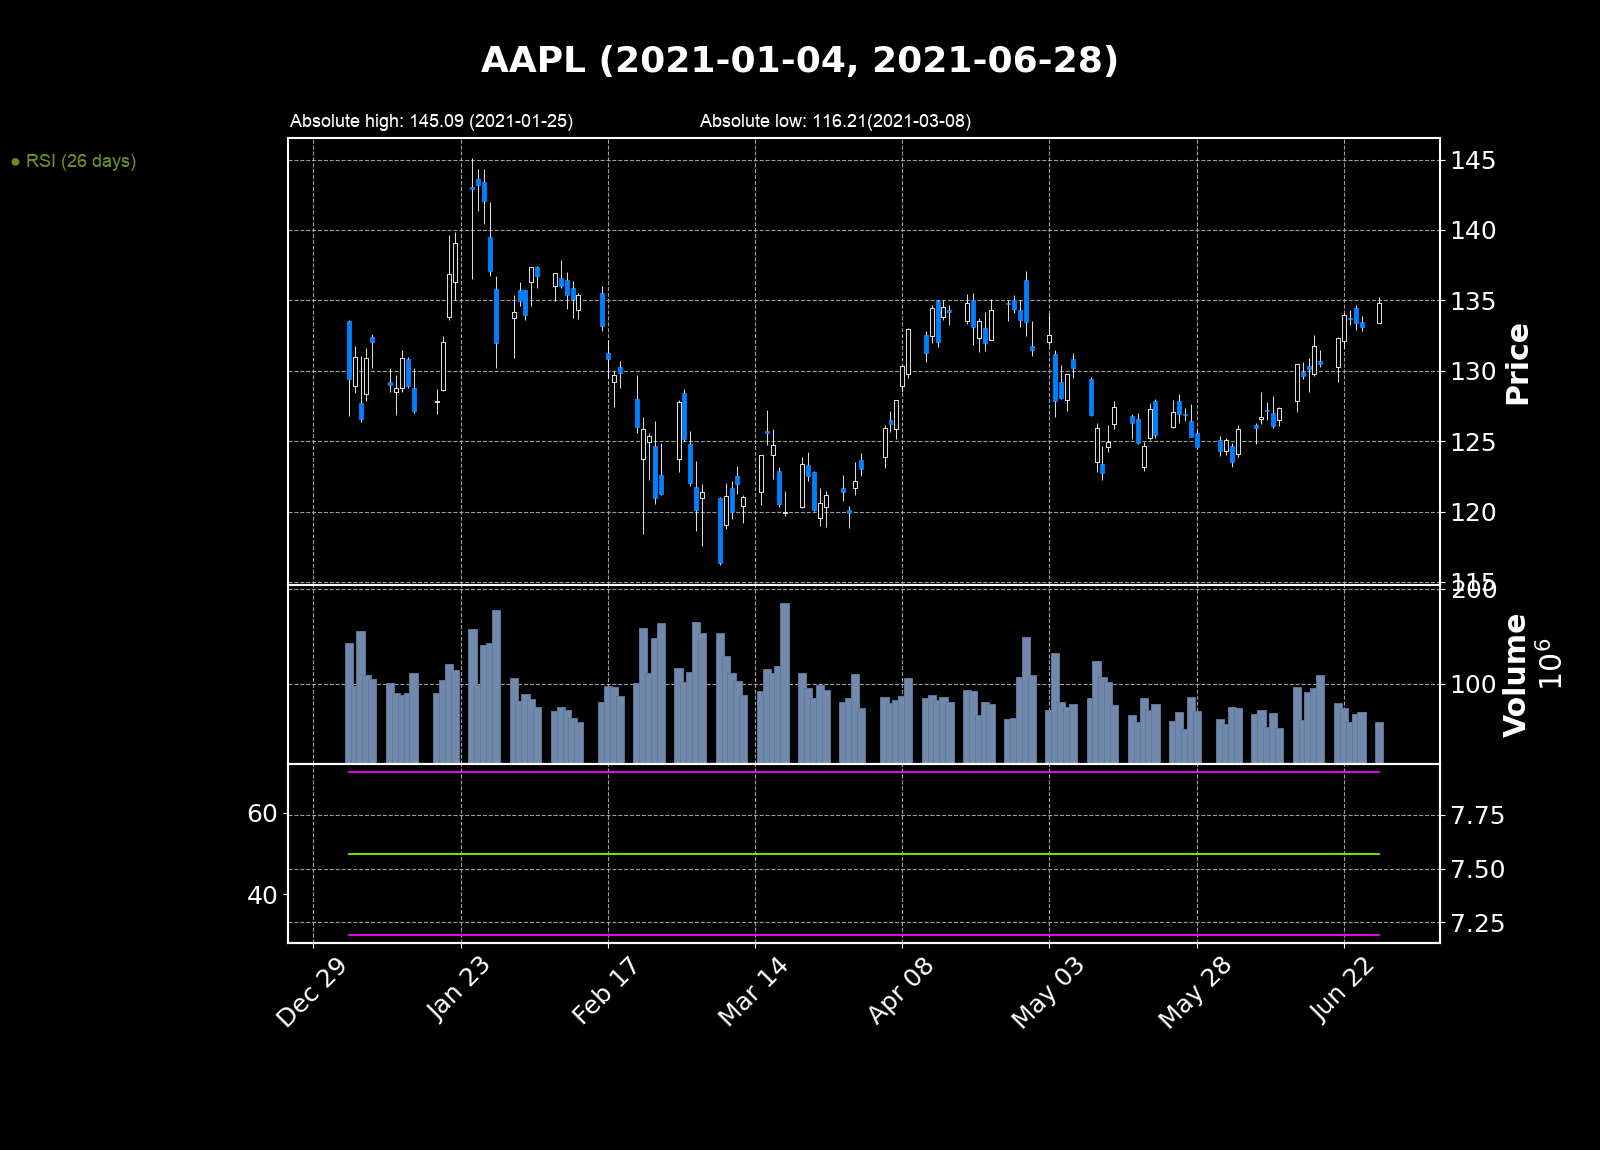 AAPL (2021-01-04, 2021-06-28)
Absolute high: 145.09 (2021-01-25)
Absolute low: 116.21(2021-03-08)
● RSI (26 days)
145
140
135
130
125
120
115
Price
200
100
Volume
10⁶
60
40
7.75
7.50
7.25
Dec 29
Jan 23
Feb 17
Mar 14
Apr 08
May 03
May 28
Jun 22